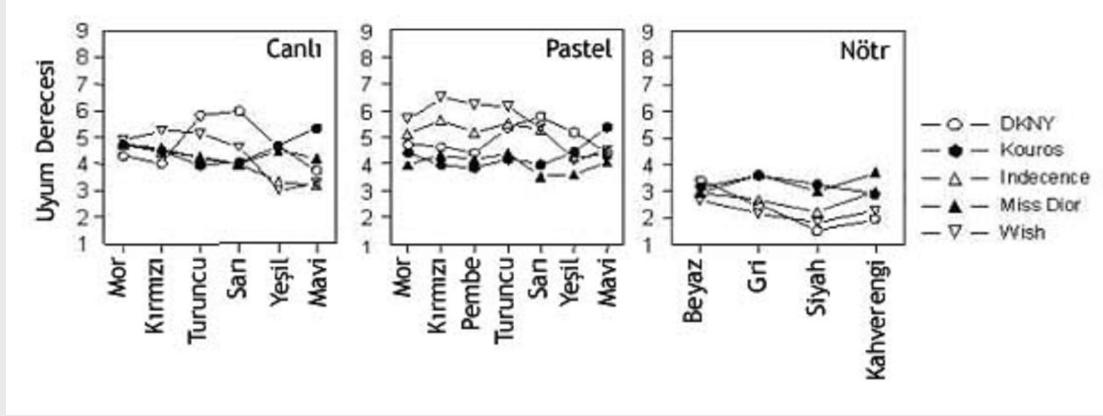 Uyum Derecesi
9
8
7
6
5
4
3
2
1
Canlı
Mor
Kırmızı
Turuncu
Sarı
Yeşil
Mavi
9
8
7
6
5
4
3
2
1
Pastel
Mor
Kırmızı
Pembe
Turuncu
Sarı
Yeşil
Mavi
9
8
7
6
5
4
3
2
1
Nötr
Beyaz
Gri
Siyah
Kahverengi
DKNY
Kouros
Indecence
Miss Dior
Wish